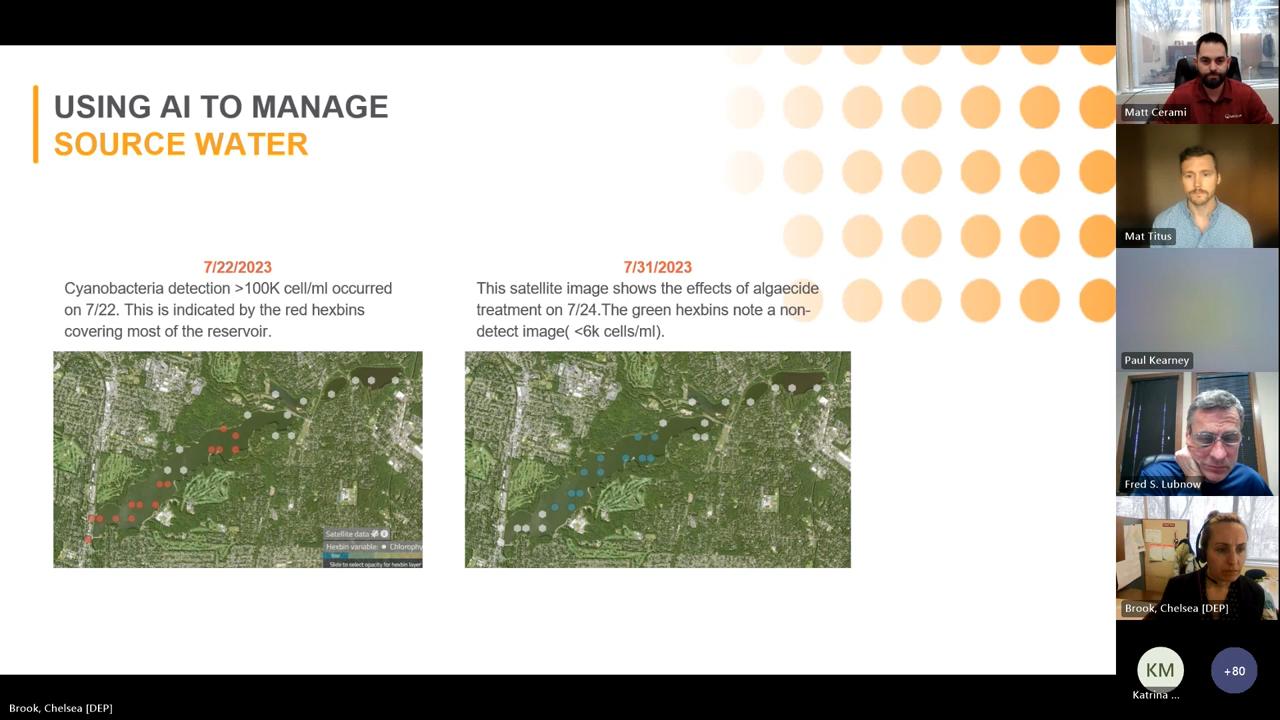 USING AI TO MANAGE
SOURCE WATER
7/22/2023
Cyanobacteria detection >100K cell/ml occurred
on 7/22. This is indicated by the red hexbins
covering most of the reservoir.
7/31/2023
This satellite image shows the effects of algaecide
treatment on 7/24.The green hexbins note a non-
detect image( <6k cells/ml).
Satellite data
Hexbin variable: Chlorophy
Slide to select opacity for hexbin layer
Matt Cerami
Mat Titus
Paul Kearney
Fred S. Lubnow
Brook, Chelsea [DEP]
KM
Katrina ...
+80
Brook, Chelsea [DEP]